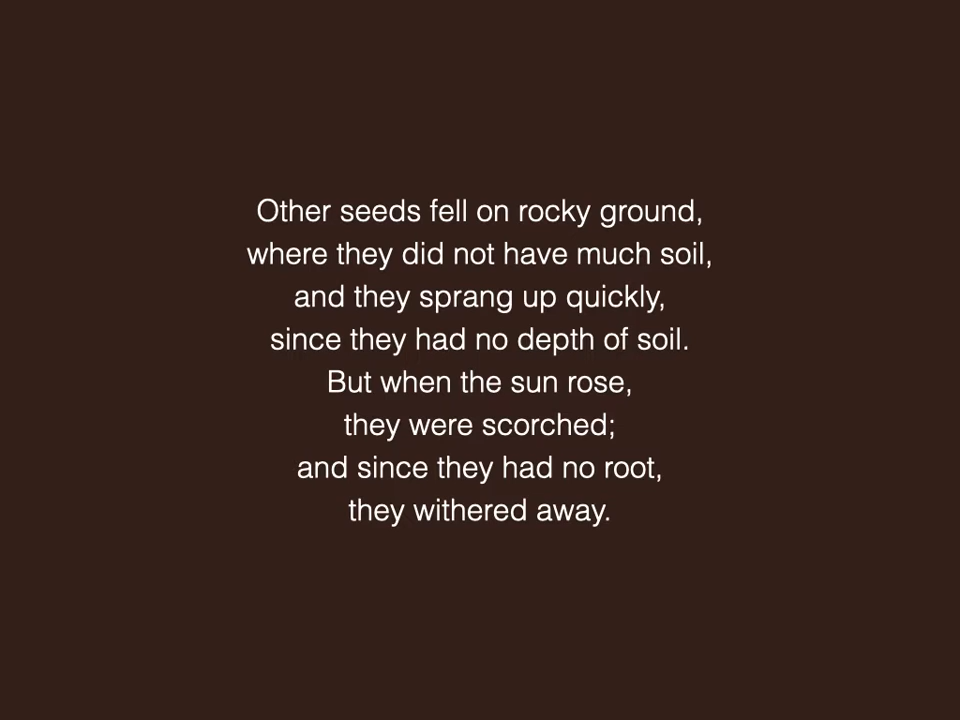 Other seeds fell on rocky ground,
where they did not have much soil,
and they sprang up quickly,
since they had no depth of soil.
But when the sun rose,
they were scorched;
and since they had no root,
they withered away.